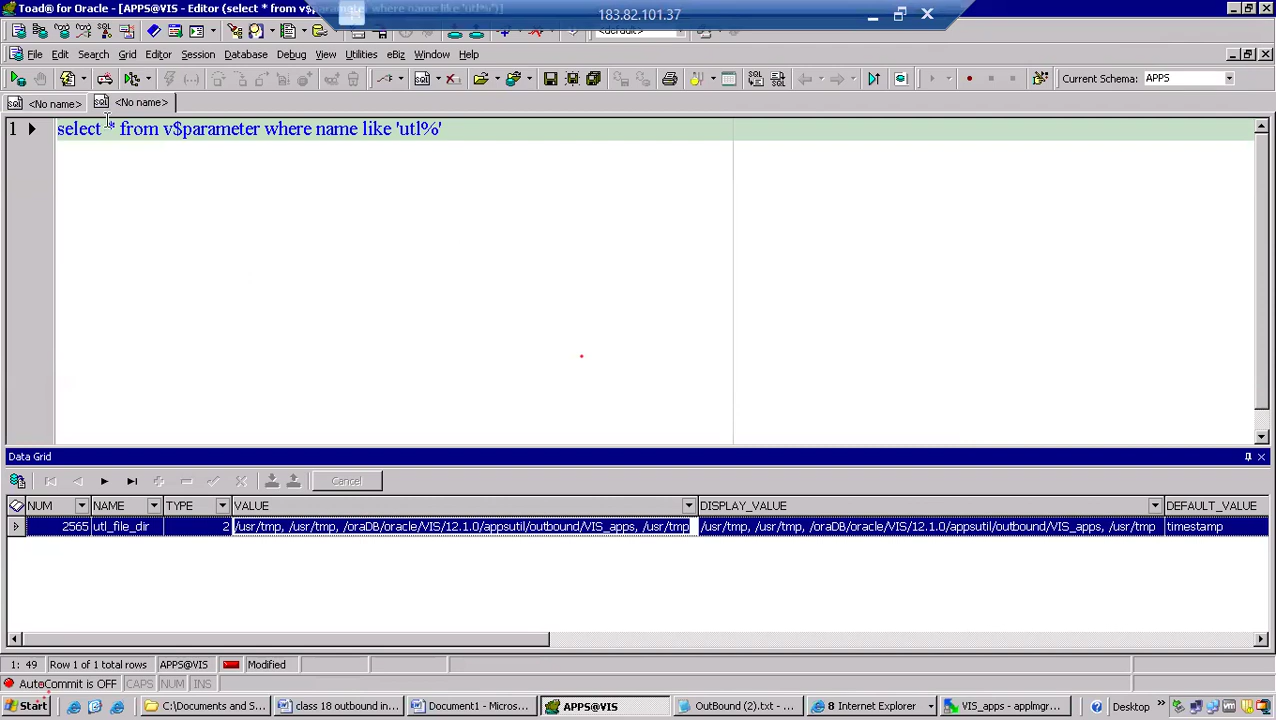 Toad® for Oracle - [APPS@VIS - Editor (select * from v$parameter where name like 'utl%')]
183.82.101.37
<default>
File Edit Search Grid Editor Session Database Debug View Utilities eBiz Window Help
Current Schema: APPS
<No name> <No name>
1 select * from v$parameter where name like 'utl%'
Data Grid
Cancel
NUM NAME TYPE VALUE DISPLAY_VALUE DEFAULT_VALUE
2565 utl_file_dir 2 /usr/tmp, /usr/tmp, /oraDB/oracle/VIS/12.1.0/appsutil/outbound/VIS_apps, /usr/tmp /usr/tmp, /usr/tmp, /oraDB/oracle/VIS/12.1.0/appsutil/outbound/VIS_apps, /usr/tmp timestamp
1: 49 Row 1 of 1 total rows APPS@VIS Modified
AutoCommit is OFF CAPS NUM INS
Start C:\Documents and S... class 18 outbound in... Document1 - Micros... APPS@VIS OutBound (2).txt - ... 8 Internet Explorer VIS_apps - applmgr... Desktop